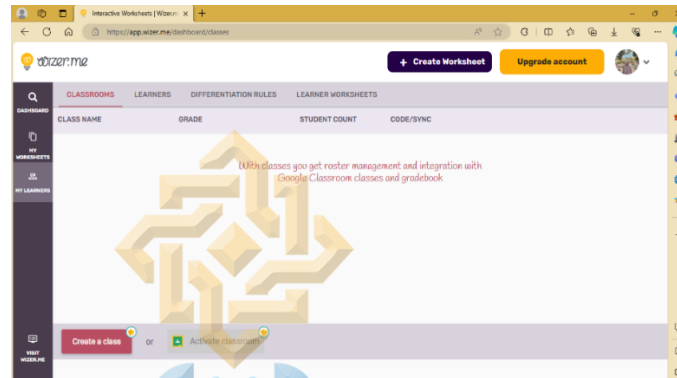 Interactive Worksheets | Wizer.m
https://app.wizer.me/dashboard/classes
wizer.me
+ Create Worksheet
Upgrade account
DASHBOARD
MY WORKSHEETS
MY LEARNERS
VISIT WIZER.ME
CLASSROOMS LEARNERS DIFFERENTIATION RULES LEARNER WORKSHEETS
CLASS NAME GRADE STUDENT COUNT CODE/SYNC
With classes you get roster management and integration with
Google Classroom classes and gradebook
Create a class or Activate classroom